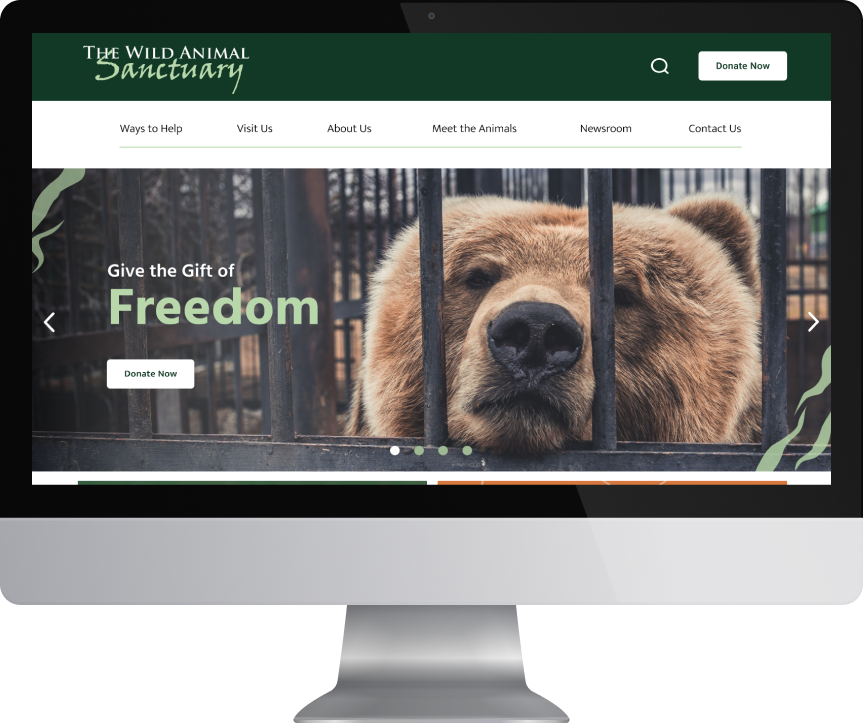 The Wild Animal
Sanctuary
Donate Now
Ways to Help
Visit Us
About Us
Meet the Animals
Newsroom
Contact Us
Give the Gift of
Freedom
Donate Now